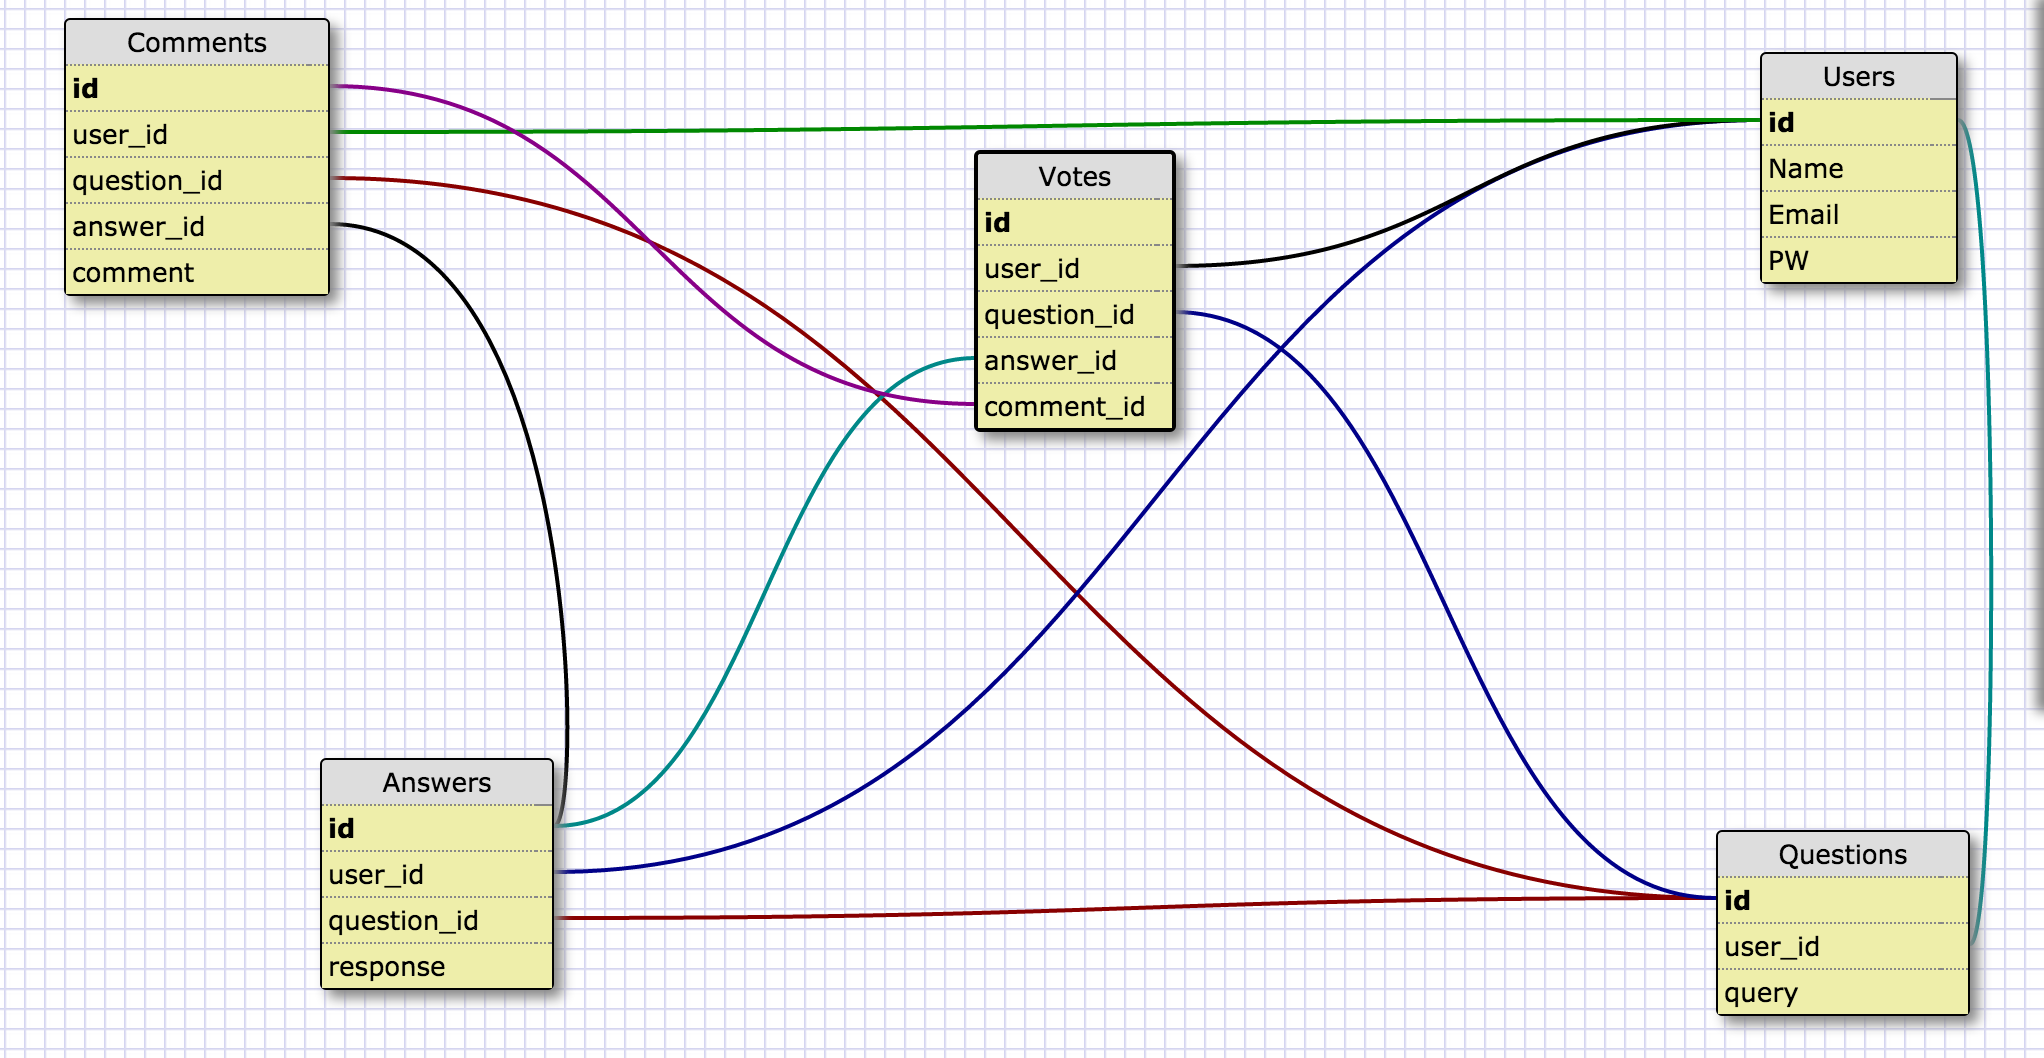 Comments
id
user_id
question_id
answer_id
comment
Users
id
Name
Email
PW
Votes
id
user_id
question_id
answer_id
comment_id
Answers
id
user_id
question_id
response
Questions
id
user_id
query